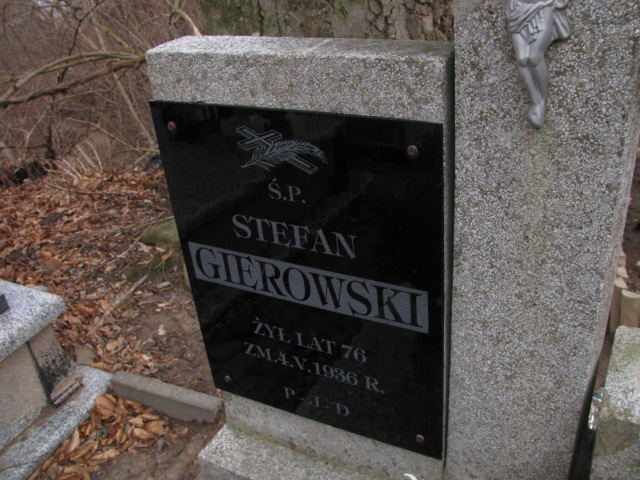 Ś.P.
STEFAN
GIEROWSKI
ŻYŁ LAT 76
ZM.4.V.1936 R.
P-J-D